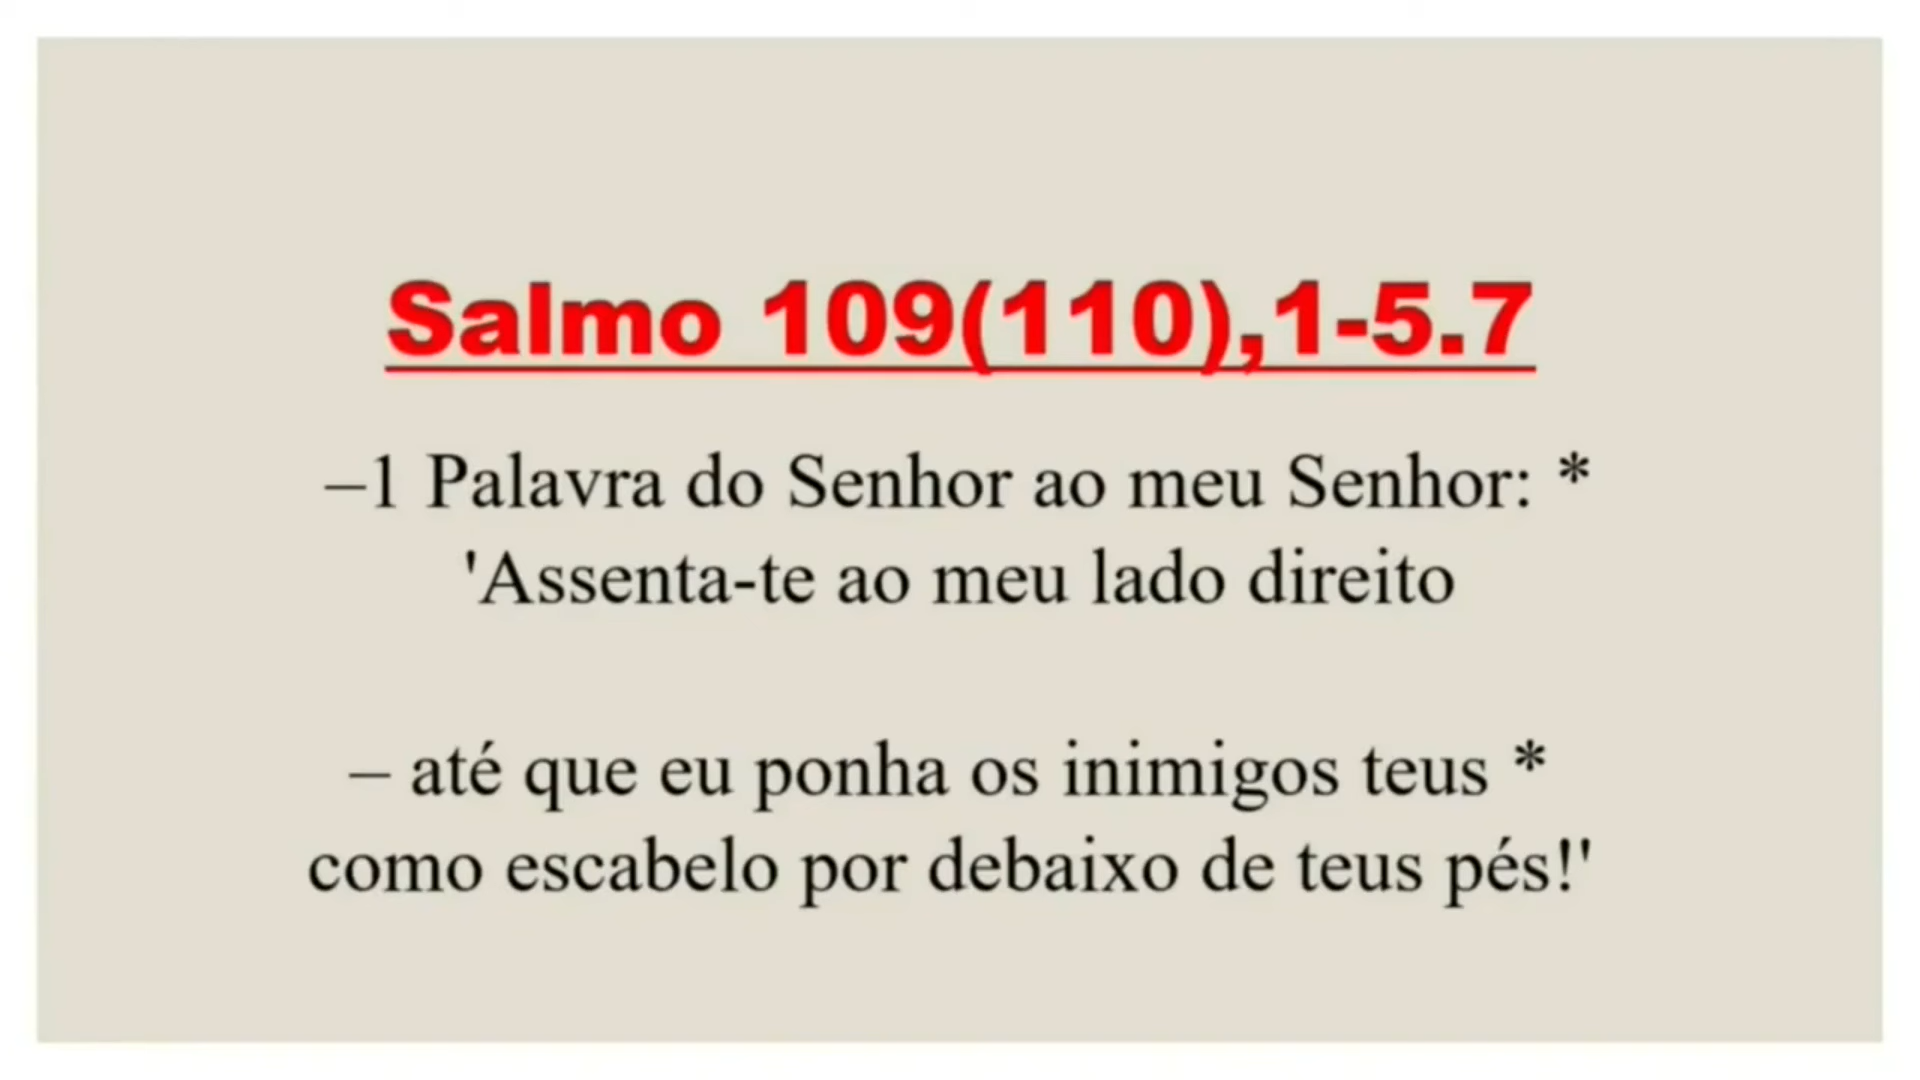 Salmo 109(110),1-5.7
–1 Palavra do Senhor ao meu Senhor: *
'Assenta-te ao meu lado direito
– até que eu ponha os inimigos teus *
como escabelo por debaixo de teus pés!'